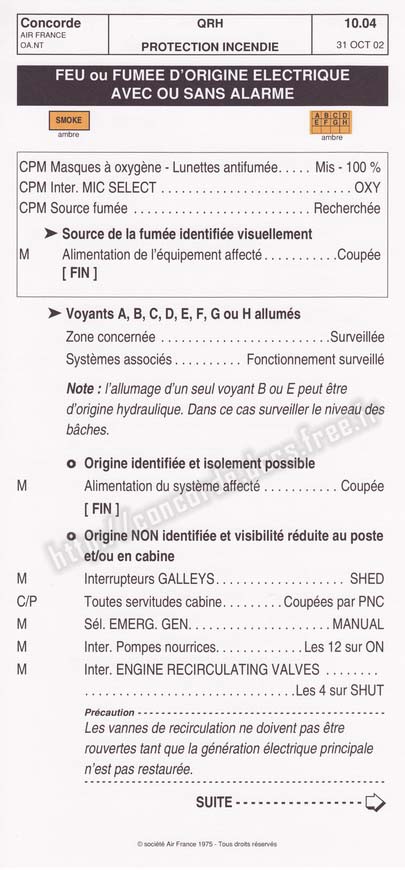 Concorde
AIR FRANCE
OA.NT
QRH
PROTECTION INCENDIE
10.04
31 OCT 02
FEU ou FUMEE D'ORIGINE ELECTRIQUE
AVEC OU SANS ALARME
SMOKE
ambre
A B C D
E F G H
ambre
CPM Masques à oxygène - Lunettes antifumée. . . . . Mis - 100 %
CPM Inter. MIC SELECT . . . . . . . . . . . . . . . . . . . . . . . . . . OXY
CPM Source fumée . . . . . . . . . . . . . . . . . . . . . . . . Recherchée
➤ Source de la fumée identifiée visuellement
M Alimentation de l'équipement affecté . . . . . . . . . . . Coupée
[ FIN ]
➤ Voyants A, B, C, D, E, F, G ou H allumés
Zone concernée . . . . . . . . . . . . . . . . . . . . . . . . .Surveillée
Systèmes associés . . . . . . . . . . . Fonctionnement surveillé
Note : l'allumage d'un seul voyant B ou E peut être
d'origine hydraulique. Dans ce cas surveiller le niveau des
bâches.
Origine identifiée et isolement possible
M Alimentation du système affecté . . . . . . . . . . . . Coupée
[ FIN ]
Origine NON identifiée et visibilité réduite au poste
et/ou en cabine
M Interrupteurs GALLEYS. . . . . . . . . . . . . . . . . . . SHED
C/P Toutes servitudes cabine. . . . . . . . . Coupées par PNC
M Sél. EMERG. GEN. . . . . . . . . . . . . . . . . . . . . MANUAL
M Inter. Pompes nourrices. . . . . . . . . . . . . Les 12 sur ON
M Inter. ENGINE RECIRCULATING VALVES . . . . . . . .
. . . . . . . . . . . . . . . . . . . . . . . . . . . . . . .Les 4 sur SHUT
Précaution
Les vannes de recirculation ne doivent pas être
rouvertes tant que la génération électrique principale
n'est pas restaurée.
SUITE
© société Air France 1975 - Tous droits réservés
http://concorde-docs.free.fr